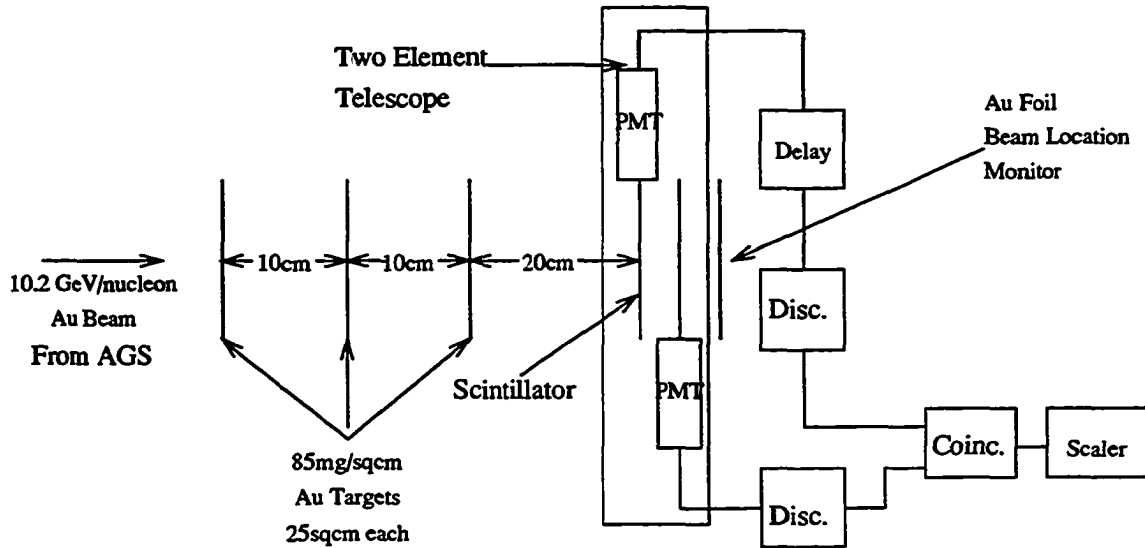 Two Element
Telescope
PMT
Delay
Au Foil
Beam Location
Monitor
10cm
10cm
20cm
10.2 GeV/nucleon
Au Beam
From AGS
Disc.
Scintillator
PMT
85mg/sqcm
Au Targets
25sqcm each
Coinc.
Scaler
Disc.